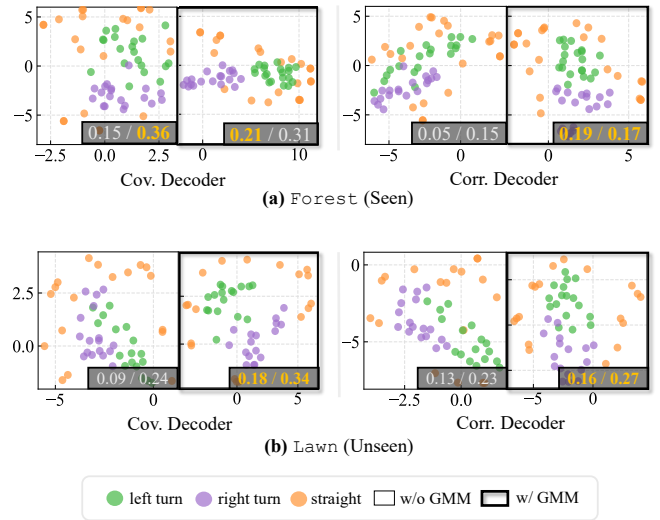 5
0
−5
0.15 / 0.36
0.21 / 0.31
0.05 / 0.15
0.19 / 0.17
−2.5 0.0 2.5 0 10 −5 0 0 5
Cov. Decoder
Corr. Decoder
(a) Forest (Seen)
2.5
0.0
0
−5
0.09 / 0.24
0.18 / 0.34
0.13 / 0.23
0.16 / 0.27
−5 0 0 5 −2.5 0.0 0
Cov. Decoder
Corr. Decoder
(b) Lawn (Unseen)
left turn right turn straight w/o GMM w/ GMM